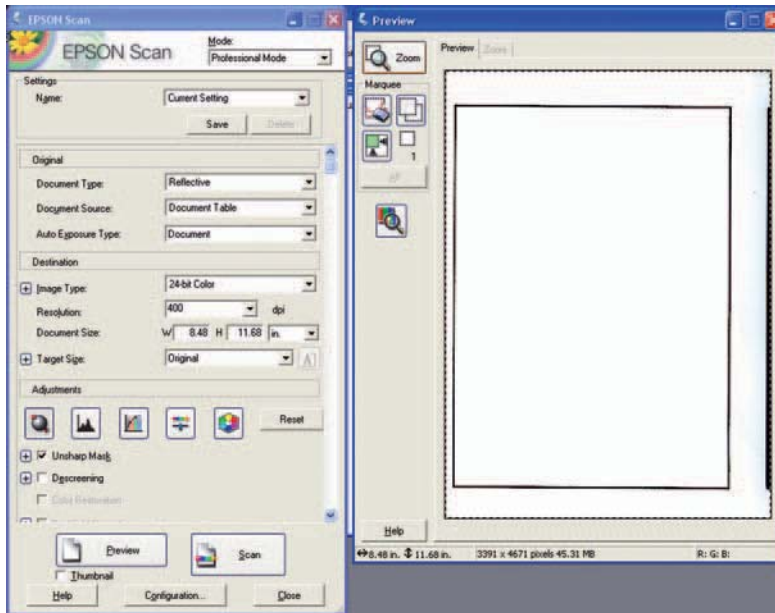 EPSON Scan
EPSON Scan
Mode:
Professional Mode
Settings
Name:
Current Setting
Save
Delete
Original
Document Type:
Reflective
Document Source:
Document Table
Auto Exposure Type:
Document
Destination
Image Type:
24-bit Color
Resolution:
400
dpi
Document Size:
W 8.48 H 11.68 in.
Target Size:
Original
Adjustments
Reset
Unsharp Mask
Descreening
Color Restoration
Preview
Scan
Thumbnail
Help
Configuration...
Close
Preview
Zoom
Preview Zoom
Marquee
1
All
Help
8.48 in. 11.68 in. 3391 x 4671 pixels 45.31 MB R: G: B: